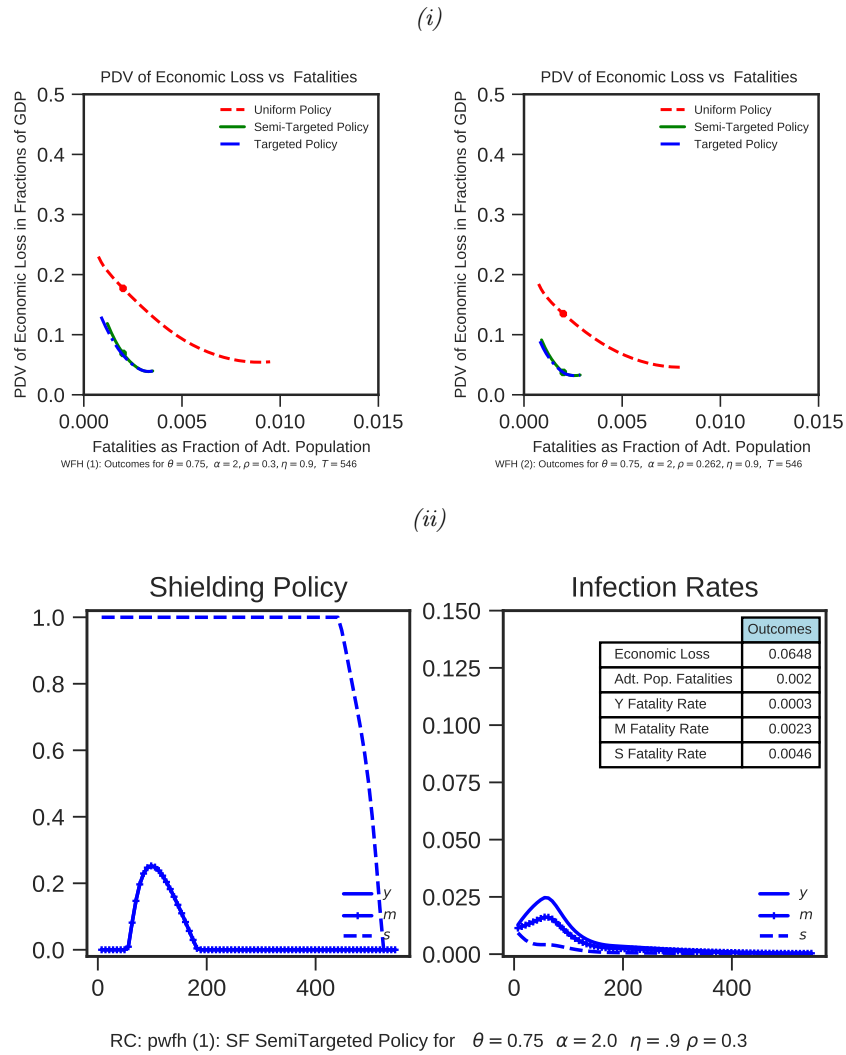 (i)
PDV of Economic Loss vs Fatalities
PDV of Economic Loss in Fractions of GDP
0.5
0.4
0.3
0.2
0.1
0.0
Uniform Policy
Semi-Targeted Policy
Targeted Policy
0.000 0.005 0.010 0.015
Fatalities as Fraction of Adt. Population
WFH (1): Outcomes for θ = 0.75, α = 2, ρ = 0.3, η = 0.9, T = 546
PDV of Economic Loss vs Fatalities
PDV of Economic Loss in Fractions of GDP
0.5
0.4
0.3
0.2
0.1
0.0
Uniform Policy
Semi-Targeted Policy
Targeted Policy
0.000 0.005 0.010 0.015
Fatalities as Fraction of Adt. Population
WFH (2): Outcomes for θ = 0.75, α = 2, ρ = 0.262, η = 0.9, T = 546
(ii)
Shielding Policy
1.0
0.8
0.6
0.4
0.2
0.0
y
m
s
0 200 400
Infection Rates
0.150
0.125
0.100
0.075
0.050
0.025
0.000
Outcomes
Economic Loss 0.0648
Adt. Pop. Fatalities 0.002
Y Fatality Rate 0.0003
M Fatality Rate 0.0023
S Fatality Rate 0.0046
y
m
s
0 200 400
RC: pwfh (1): SF SemiTargeted Policy for θ = 0.75 α = 2.0 η = .9 ρ = 0.3